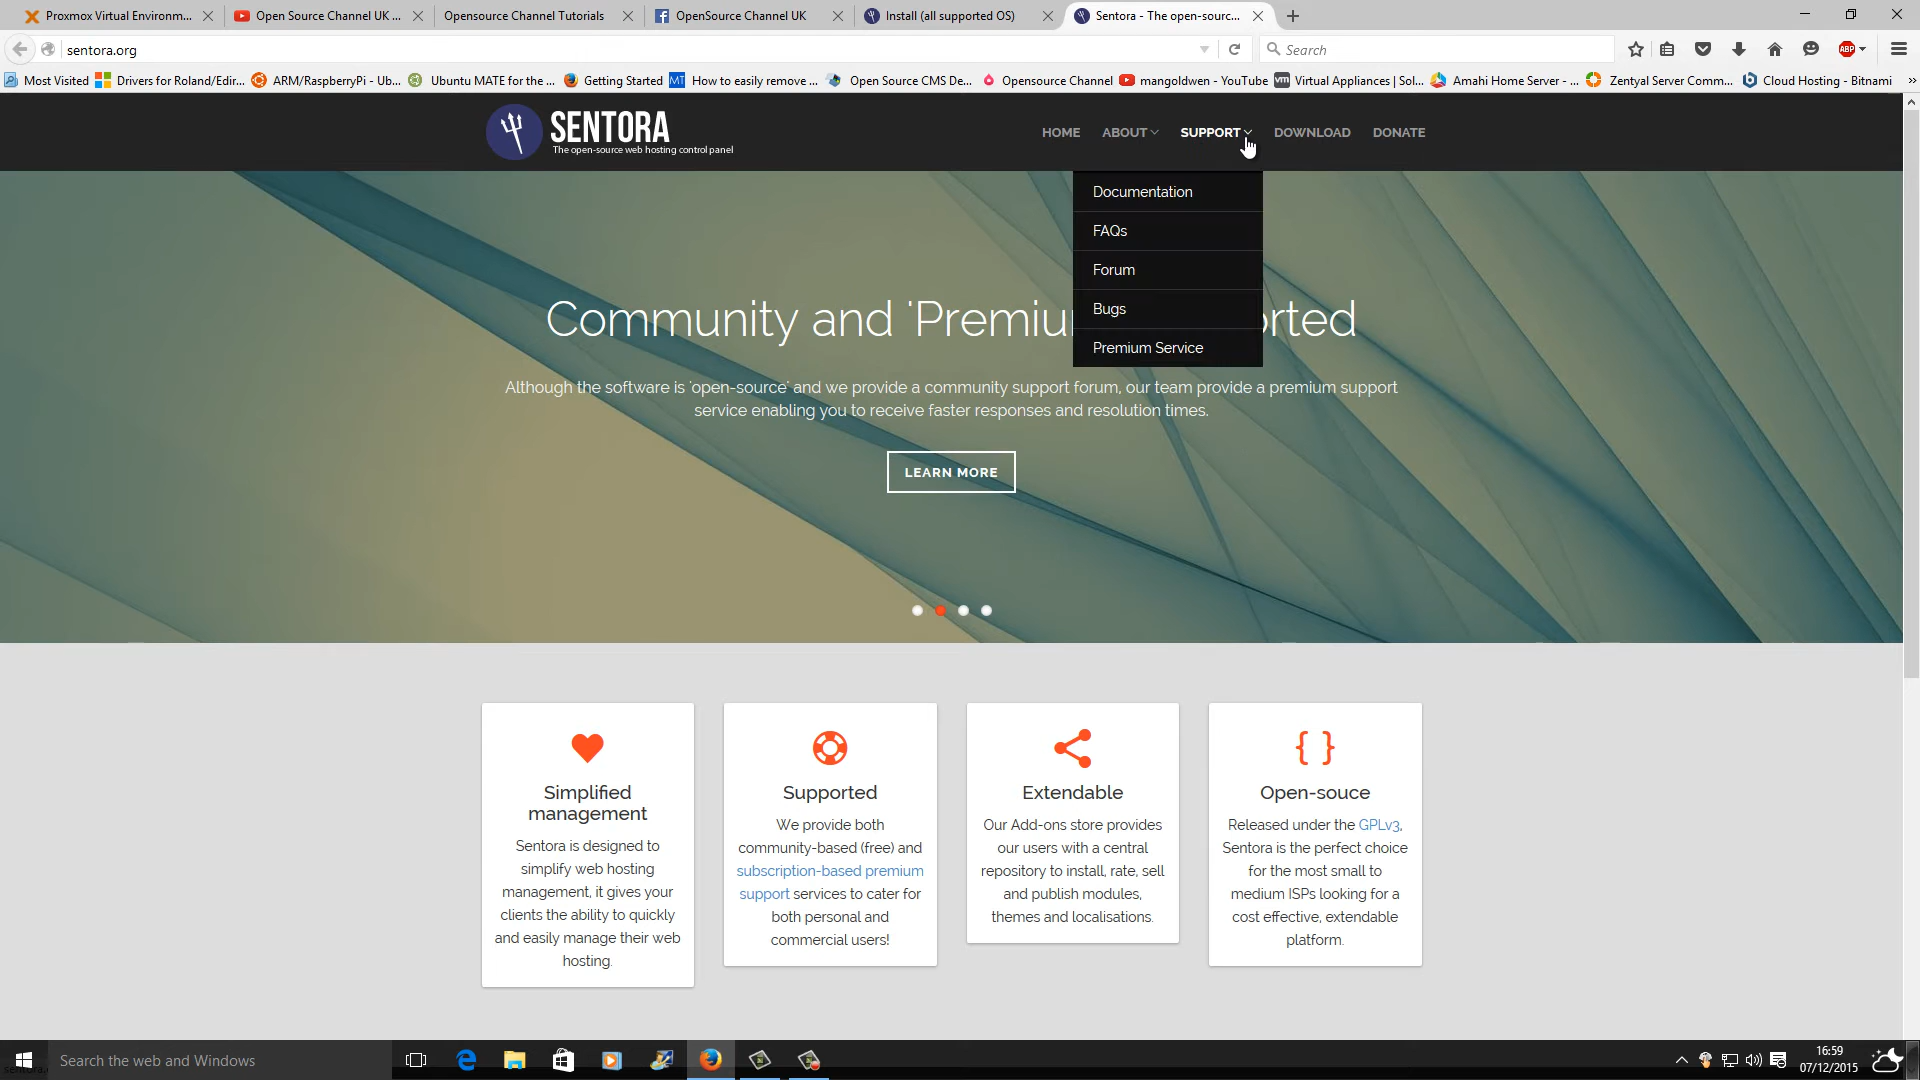 Proxmox Virtual Environm...
Open Source Channel UK ...
Opensource Channel Tutorials
OpenSource Channel UK
Install (all supported OS)
Sentora - The open-sourc...
sentora.org
Search
ABP
Most Visited
Drivers for Roland/Edir...
ARM/RaspberryPi - Ub...
Ubuntu MATE for the ...
Getting Started
MT
How to easily remove ...
Open Source CMS De...
Opensource Channel
mangoldwen - YouTube
vm
Virtual Appliances | Sol...
Amahi Home Server - ...
Zentyal Server Comm...
Cloud Hosting - Bitnami
SENTORA
The open-source web hosting control panel
HOME
ABOUT
SUPPORT
DOWNLOAD
DONATE
Documentation
FAQs
Forum
Bugs
Premium Service
Community and 'Premiu
orted
Although the software is 'open-source' and we provide a community support forum, our team provide a premium support
service enabling you to receive faster responses and resolution times.
LEARN MORE
Simplified
management
Sentora is designed to
simplify web hosting
management, it gives your
clients the ability to quickly
and easily manage their web
hosting.
Supported
We provide both
community-based (free) and
subscription-based premium
support services to cater for
both personal and
commercial users!
Extendable
Our Add-ons store provides
our users with a central
repository to install, rate, sell
and publish modules,
themes and localisations.
{ }
Open-souce
Released under the GPLv3,
Sentora is the perfect choice
for the most small to
medium ISPs looking for a
cost effective, extendable
platform.
Search the web and Windows
16:59
07/12/2015